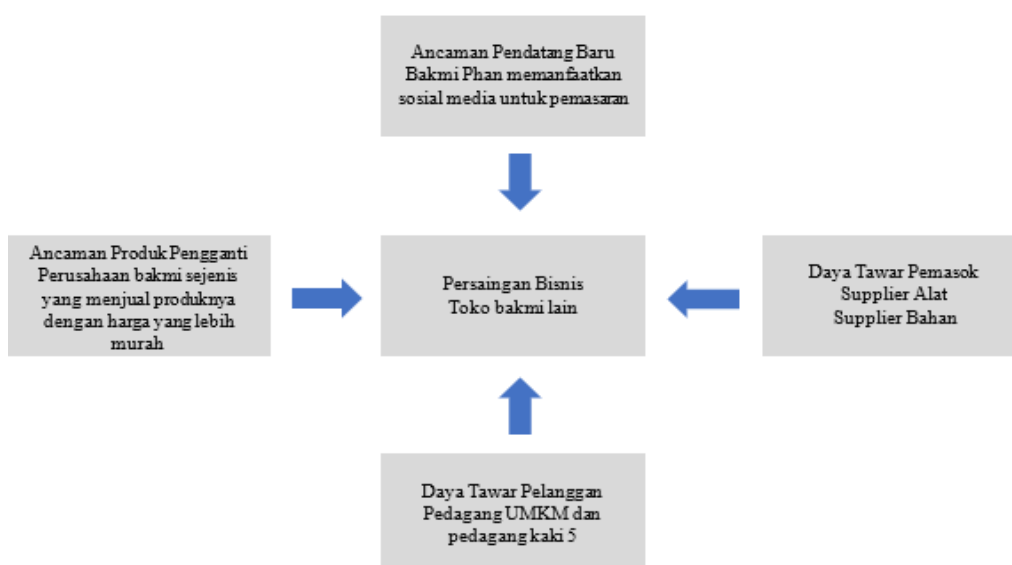 Ancaman Pendatang Baru
Bakmi Phan memanfaatkan
sosial media untuk pemasaran
Ancaman Produk Pengganti
Perusahaan bakmi sejenis
yang menjual produknya
dengan harga yang lebih
murah
Persaingan Bisnis
Toko bakmi lain
Daya Tawar Pemasok
Supplier Alat
Supplier Bahan
Daya Tawar Pelanggan
Pedagang UMKM dan
pedagang kaki 5